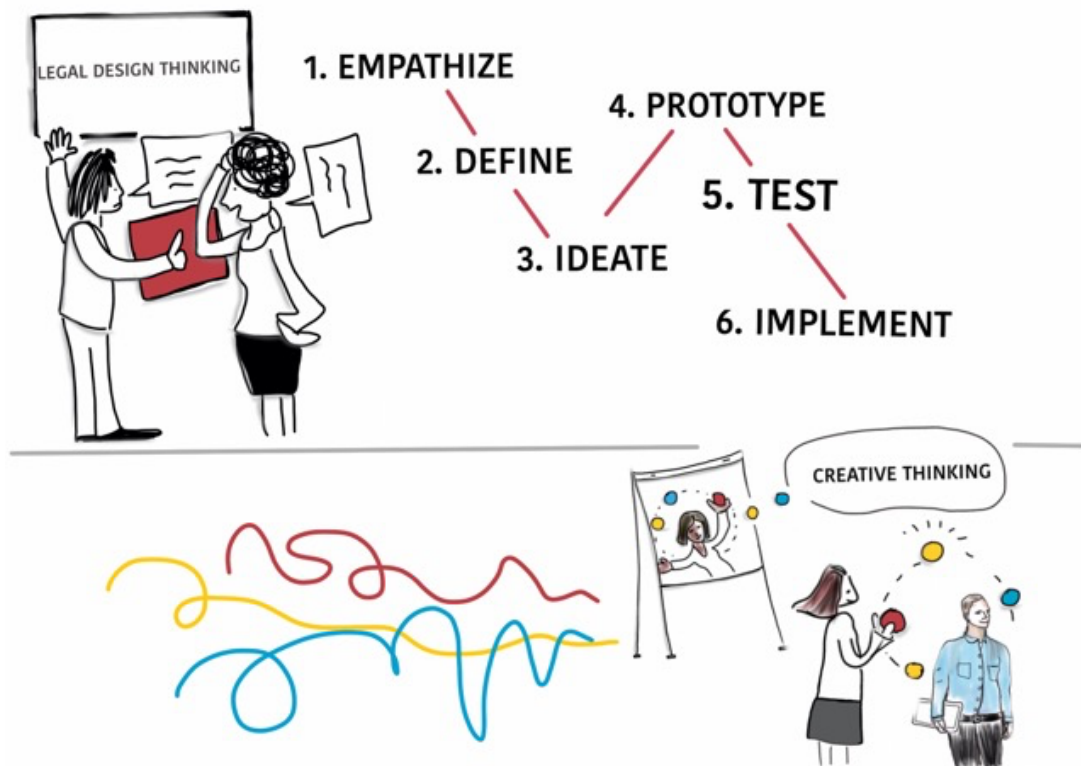 LEGAL DESIGN THINKING
1. EMPATHIZE
2. DEFINE
3. IDEATE
4. PROTOTYPE
5. TEST
6. IMPLEMENT
CREATIVE THINKING